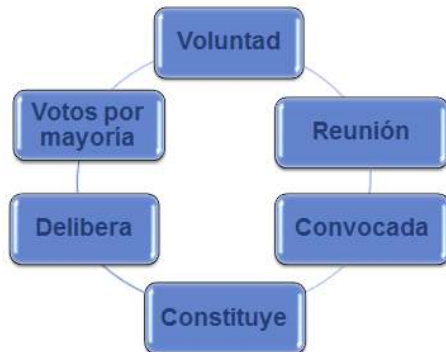 Voluntad
Reunión
Convocada
Constituye
Delibera
Votos por
mayoría